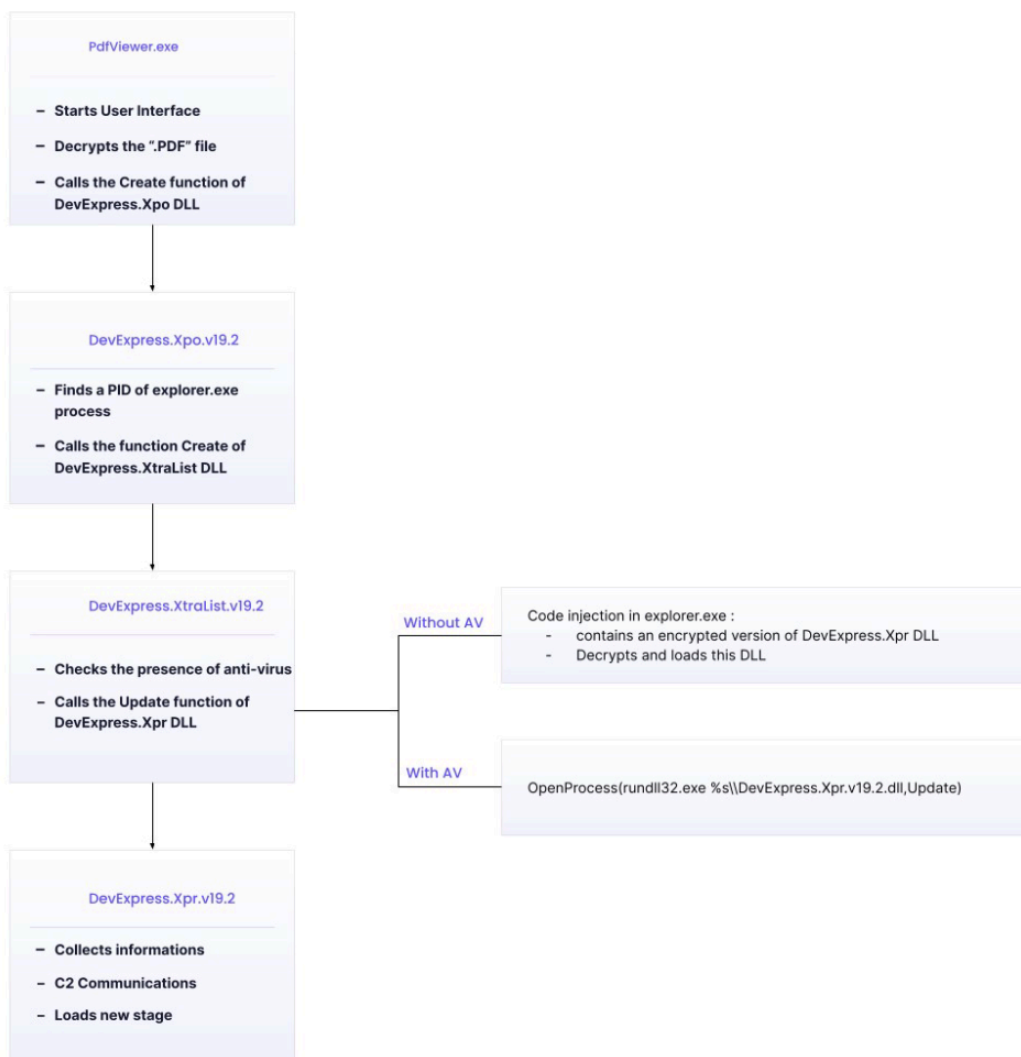 PdfViewer.exe
– Starts User Interface
– Decrypts the ".PDF" file
– Calls the Create function of
DevExpress.Xpo DLL
DevExpress.Xpo.v19.2
– Finds a PID of explorer.exe
process
– Calls the function Create of
DevExpress.XtraList DLL
DevExpress.XtraList.v19.2
– Checks the presence of anti-virus
– Calls the Update function of
DevExpress.Xpr DLL
Without AV
Code injection in explorer.exe :
- contains an encrypted version of DevExpress.Xpr DLL
- Decrypts and loads this DLL
With AV
OpenProcess(rundll32.exe %s\\DevExpress.Xpr.v19.2.dll,Update)
DevExpress.Xpr.v19.2
– Collects informations
– C2 Communications
– Loads new stage